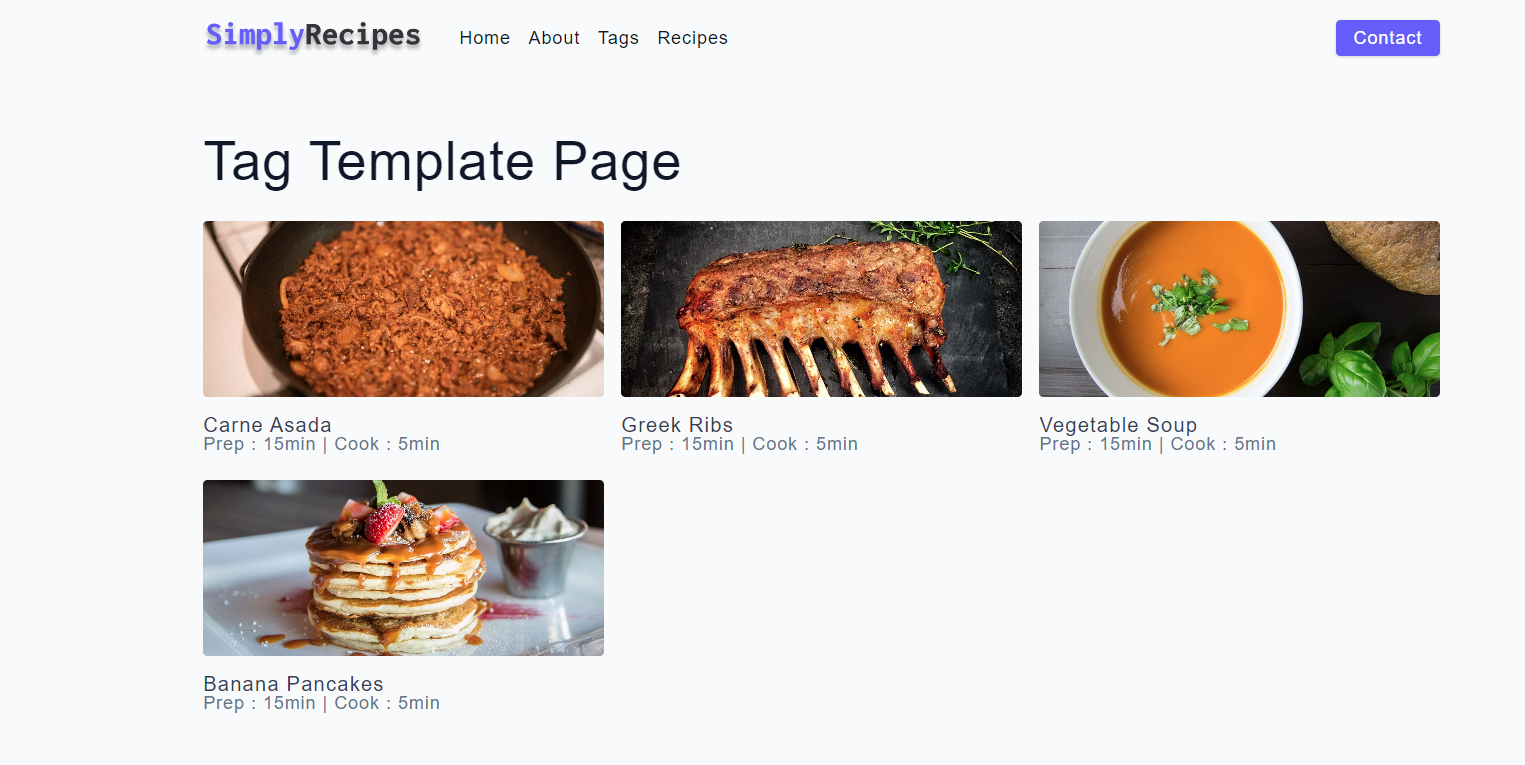 SimplyRecipes Home About Tags Recipes Contact
Tag Template Page
Carne Asada
Prep : 15min | Cook : 5min
Greek Ribs
Prep : 15min | Cook : 5min
Vegetable Soup
Prep : 15min | Cook : 5min
Banana Pancakes
Prep : 15min | Cook : 5min